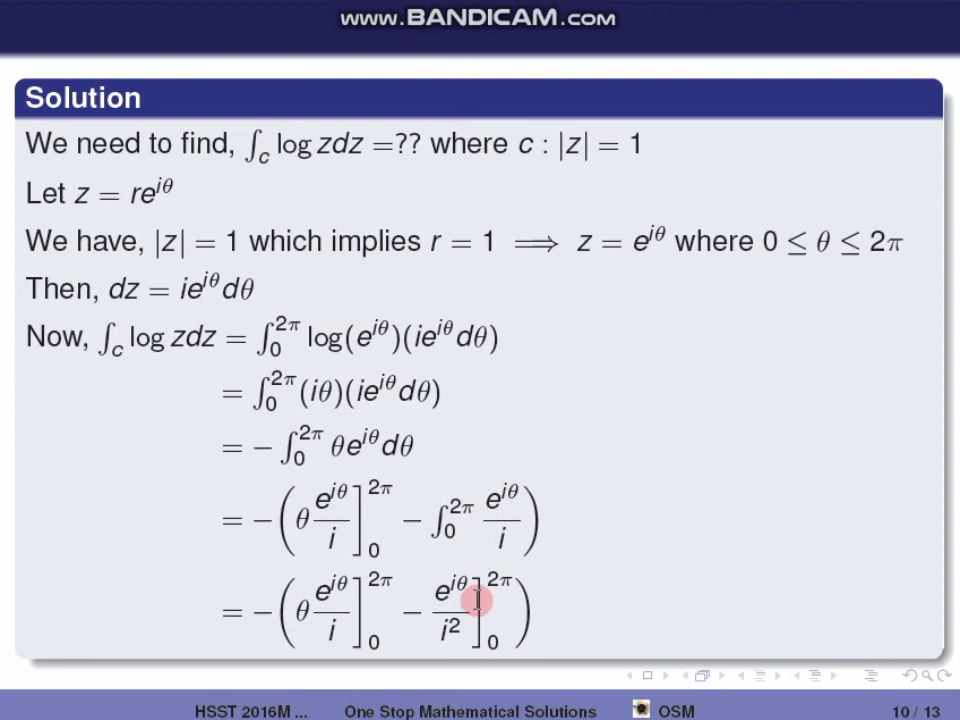 www.BANDICAM.com
Solution
We need to find, ∫_c log zdz =?? where c : |z| = 1
Let z = re^{iθ}
We have, |z| = 1 which implies r = 1 ⟹ z = e^{iθ} where 0 ≤ θ ≤ 2π
Then, dz = ie^{iθ}dθ
Now, ∫_c log zdz = ∫_0^{2π} log(e^{iθ})(ie^{iθ}dθ)
= ∫_0^{2π} (iθ)(ie^{iθ}dθ)
= − ∫_0^{2π} θe^{iθ}dθ
= −(θ e^{iθ}/i]_0^{2π} − ∫_0^{2π} e^{iθ}/i)
= −(θ e^{iθ}/i]_0^{2π} − e^{iθ}/i^2]_0^{2π})
HSST 2016M ... One Stop Mathematical Solutions OSM 10 / 13